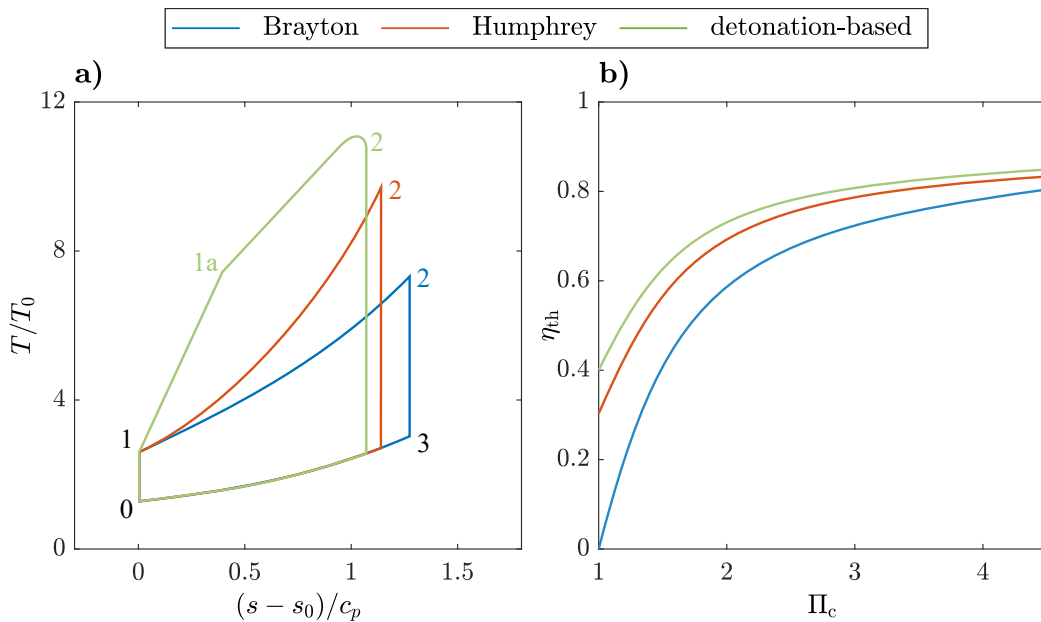 Brayton Humphrey detonation-based
a) b)
12
8
4
0
T/T₀
1a
2
2
2
1
0
3
0 0.5 1 1.5
(s − s₀)/cₚ
1
0.8
0.6
0.4
0.2
0
η_th
1 2 3 4
Π_c